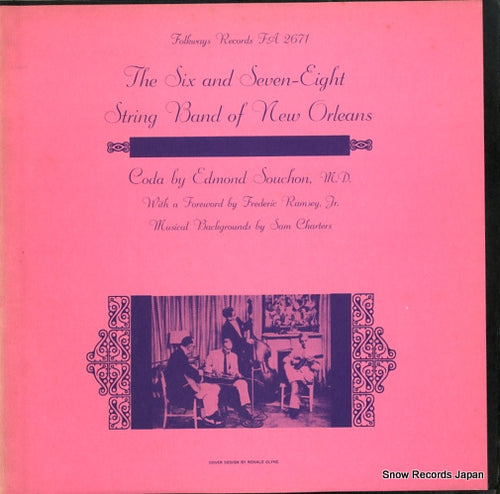 Folkways Records FA 2671
The Six and Seven-Eight
String Band of New Orleans
Coda by Edmond Souchon, M.D.
With a Foreword by Frederic Ramsey, Jr.
Musical Backgrounds by Sam Charters
COVER DESIGN BY RONALD CLYNE
Snow Records Japan